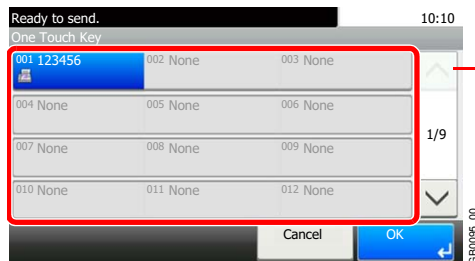 Ready to send. 10:10
One Touch Key
001 123456 002 None 003 None
004 None 005 None 006 None
1/9
007 None 008 None 009 None
010 None 011 None 012 None
Cancel OK
GB0095_00